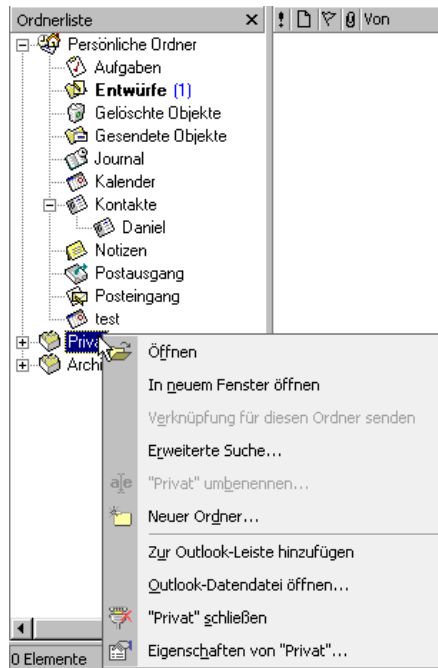 Ordnerliste
Von
Persönliche Ordner
Aufgaben
Entwürfe (1)
Gelöschte Objekte
Gesendete Objekte
Journal
Kalender
Kontakte
Daniel
Notizen
Postausgang
Posteingang
test
Priva
Archi
Öffnen
In neuem Fenster öffnen
Verknüpfung für diesen Ordner senden
Erweiterte Suche...
"Privat" umbenennen...
Neuer Ordner...
Zur Outlook-Leiste hinzufügen
Outlook-Datendatei öffnen...
"Privat" schließen
Eigenschaften von "Privat"...
0 Elemente